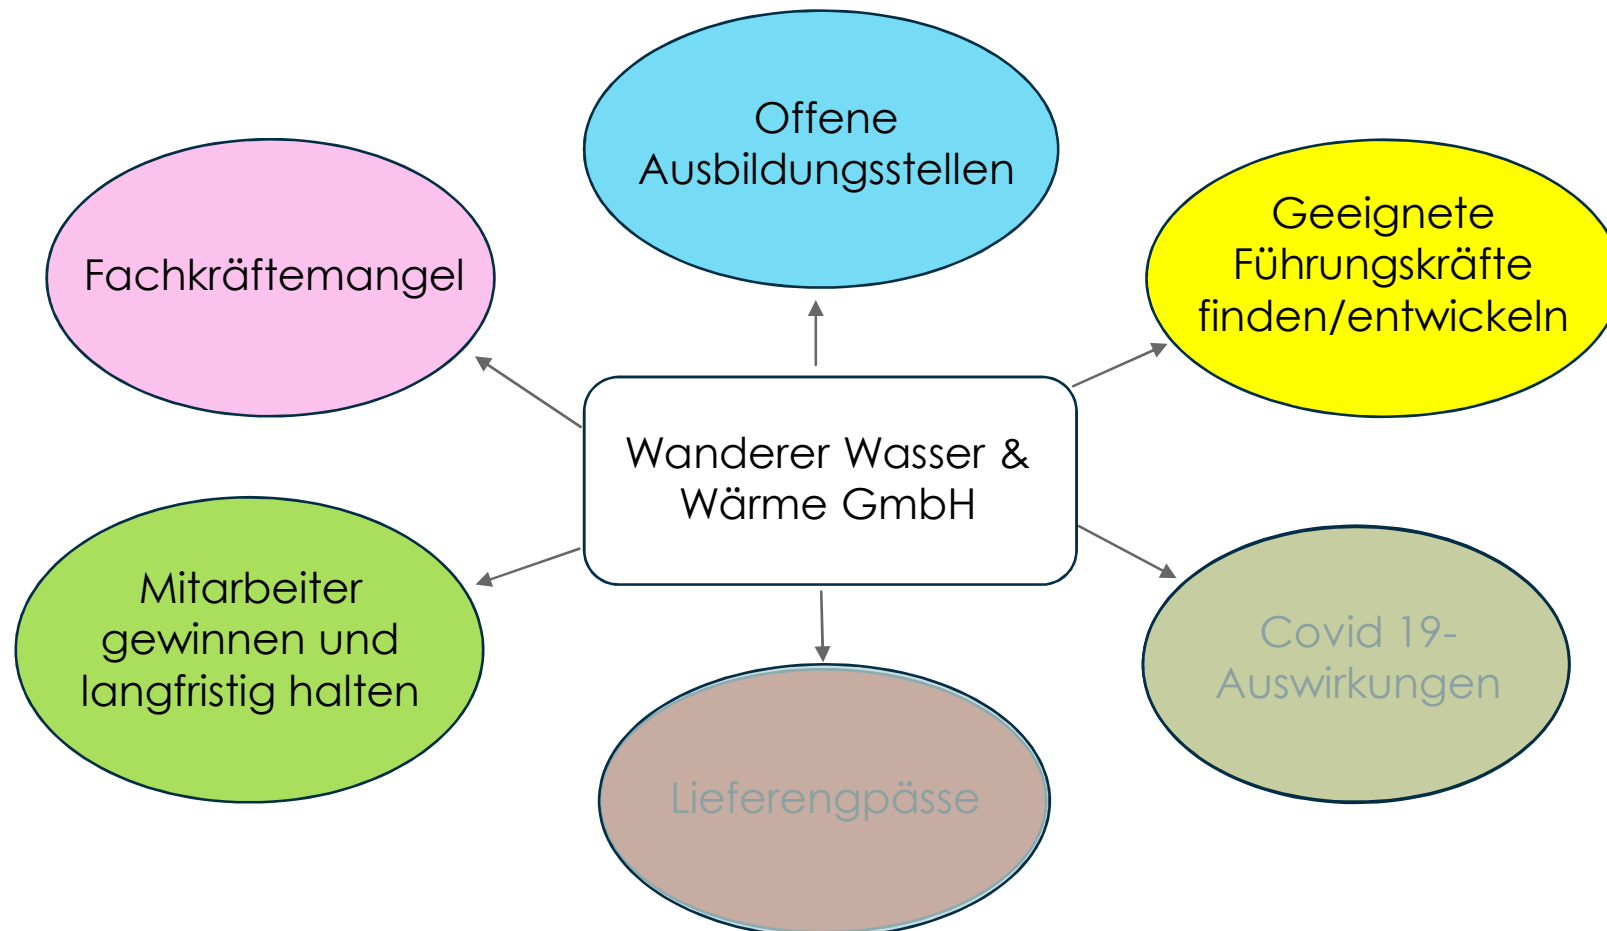 Offene
Ausbildungsstellen
Fachkräftemangel
Geeignete
Führungskräfte
finden/entwickeln
Wanderer Wasser &
Wärme GmbH
Mitarbeiter
gewinnen und
langfristig halten
Covid 19-
Auswirkungen
Lieferengpässe